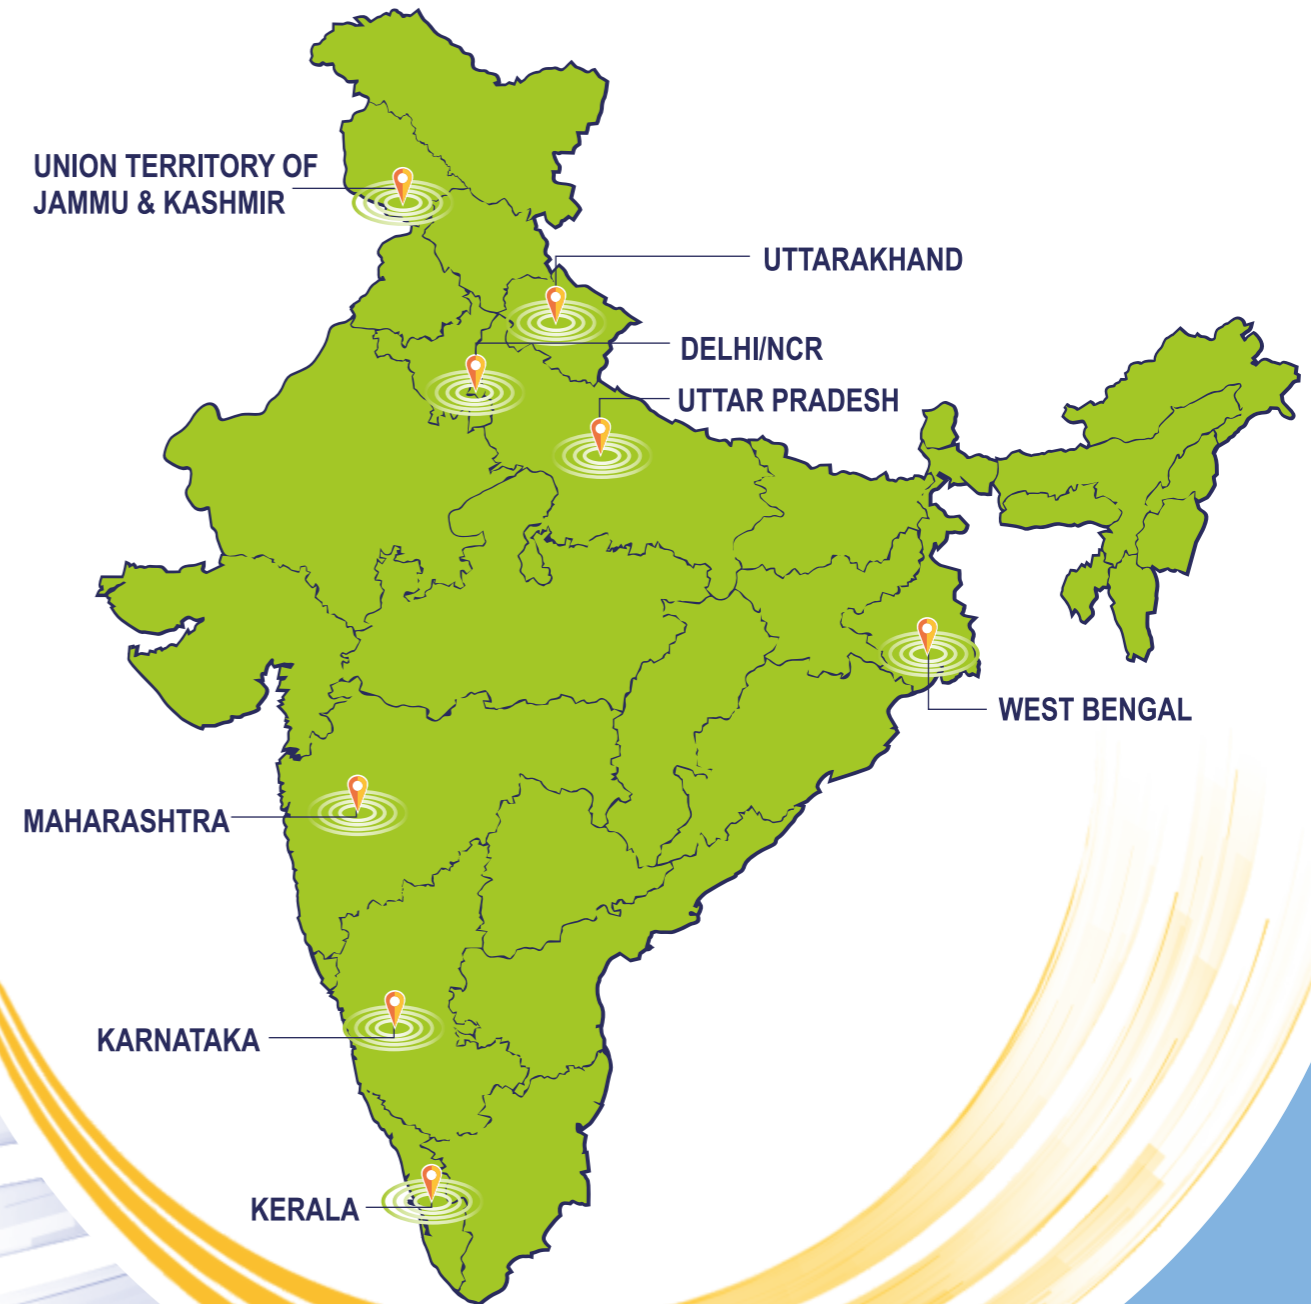 UNION TERRITORY OF
JAMMU & KASHMIR
UTTARAKHAND
DELHI/NCR
UTTAR PRADESH
WEST BENGAL
MAHARASHTRA
KARNATAKA
KERALA